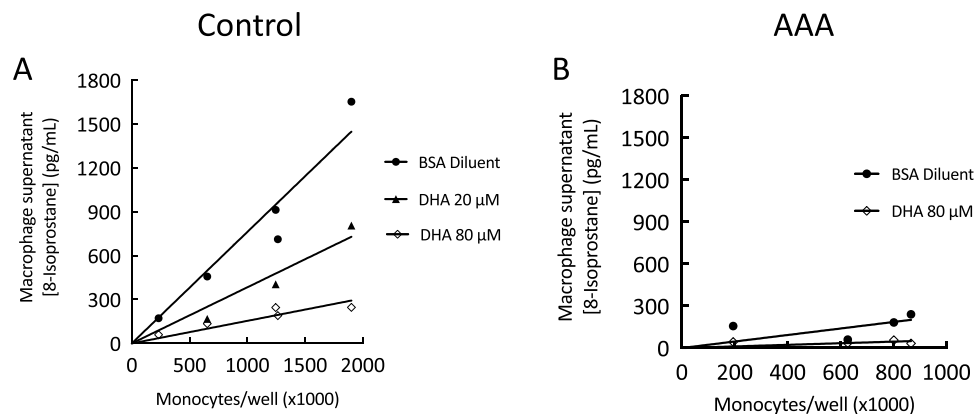 Control
AAA
A
1800
1500
1200
900
600
300
0
0
500
1000
1500
2000
Macrophage supernatant
[8-Isoprostane] (pg/mL)
Monocytes/well (x1000)
BSA Diluent
DHA 20 µM
DHA 80 µM
B
1800
1500
1200
900
600
300
0
0
200
400
600
800
1000
Macrophage supernatant
[8-Isoprostane] (pg/mL)
Monocytes/well (x1000)
BSA Diluent
DHA 80 µM